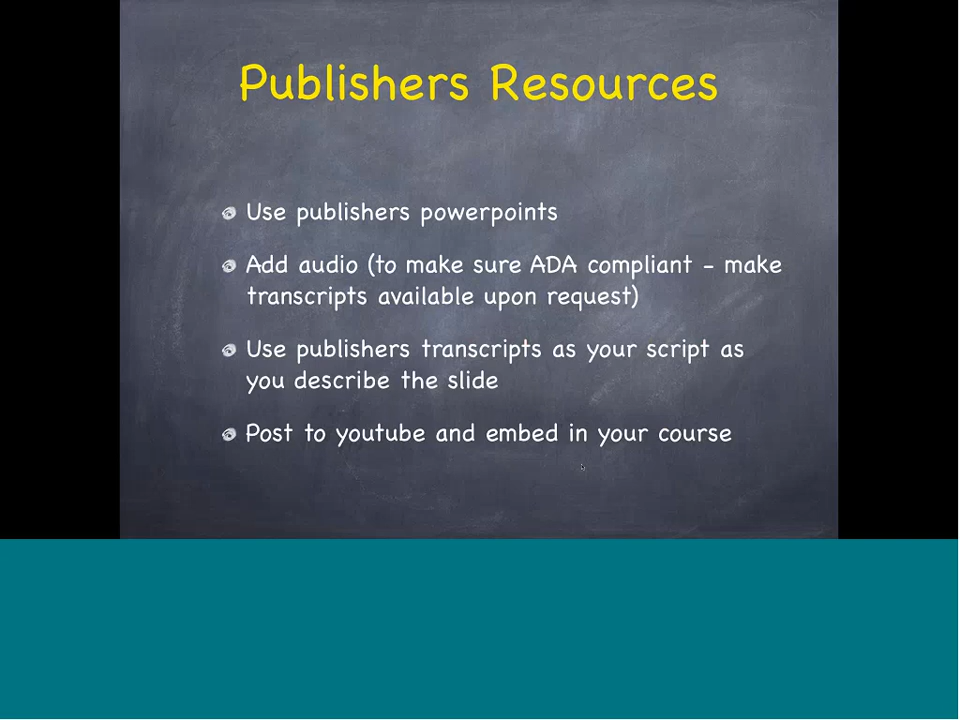 Publishers Resources
Use publishers powerpoints
Add audio (to make sure ADA compliant - make
transcripts available upon request)
Use publishers transcripts as your script as
you describe the slide
Post to youtube and embed in your course